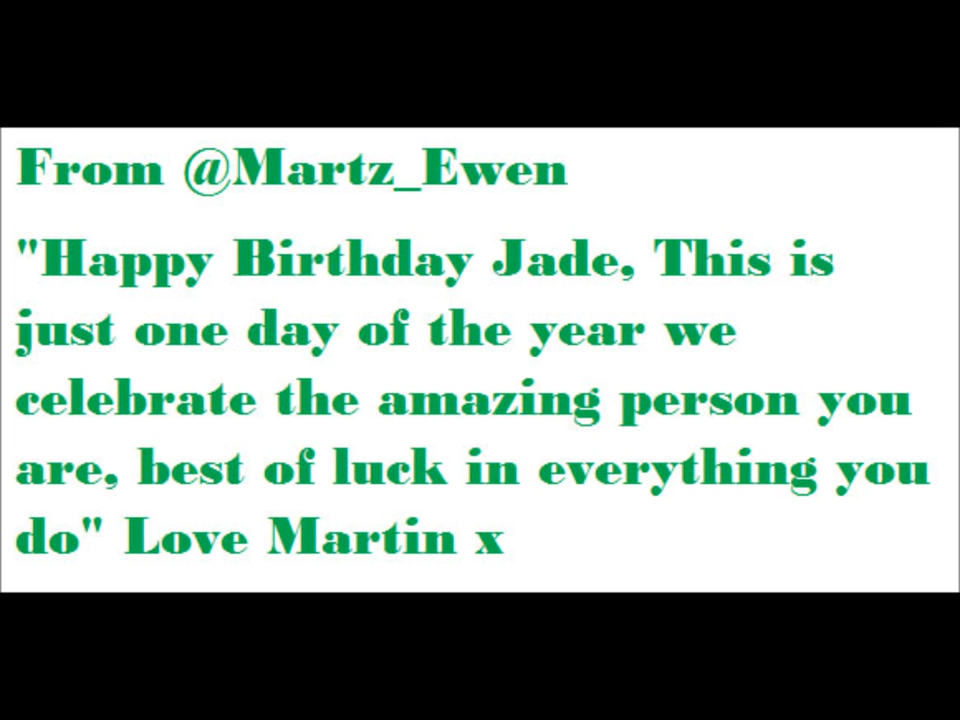 From @Martz_Ewen
"Happy Birthday Jade, This is
just one day of the year we
celebrate the amazing person you
are, best of luck in everything you
do" Love Martin x